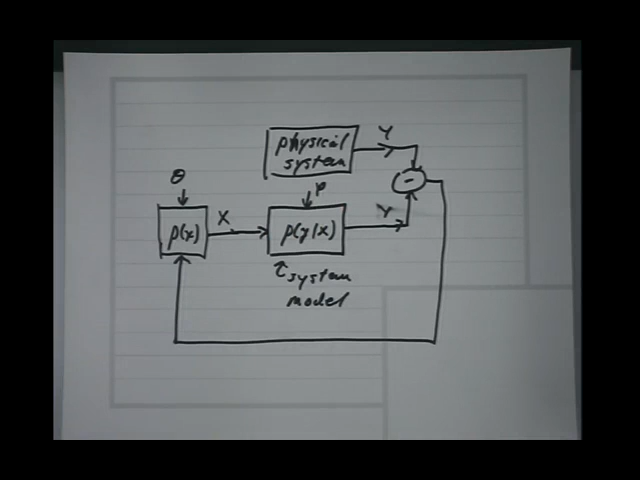 physical
system
Y
θ
P
p(x)
X
p(y|x)
Y
system
model